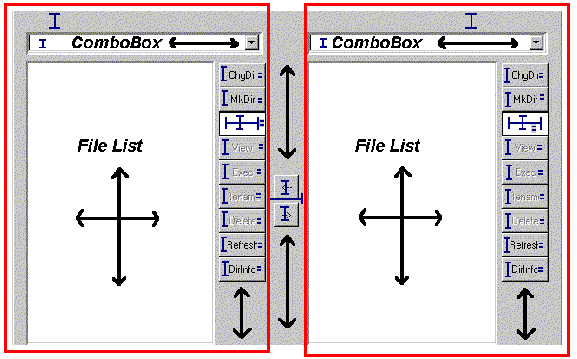 ComboBox
ChgDir
MkDir
View
Exec
Rename
Delete
Refresh
DirInfo
File List
ComboBox
ChgDir
MkDir
View
Exec
Rename
Delete
Refresh
DirInfo
File List